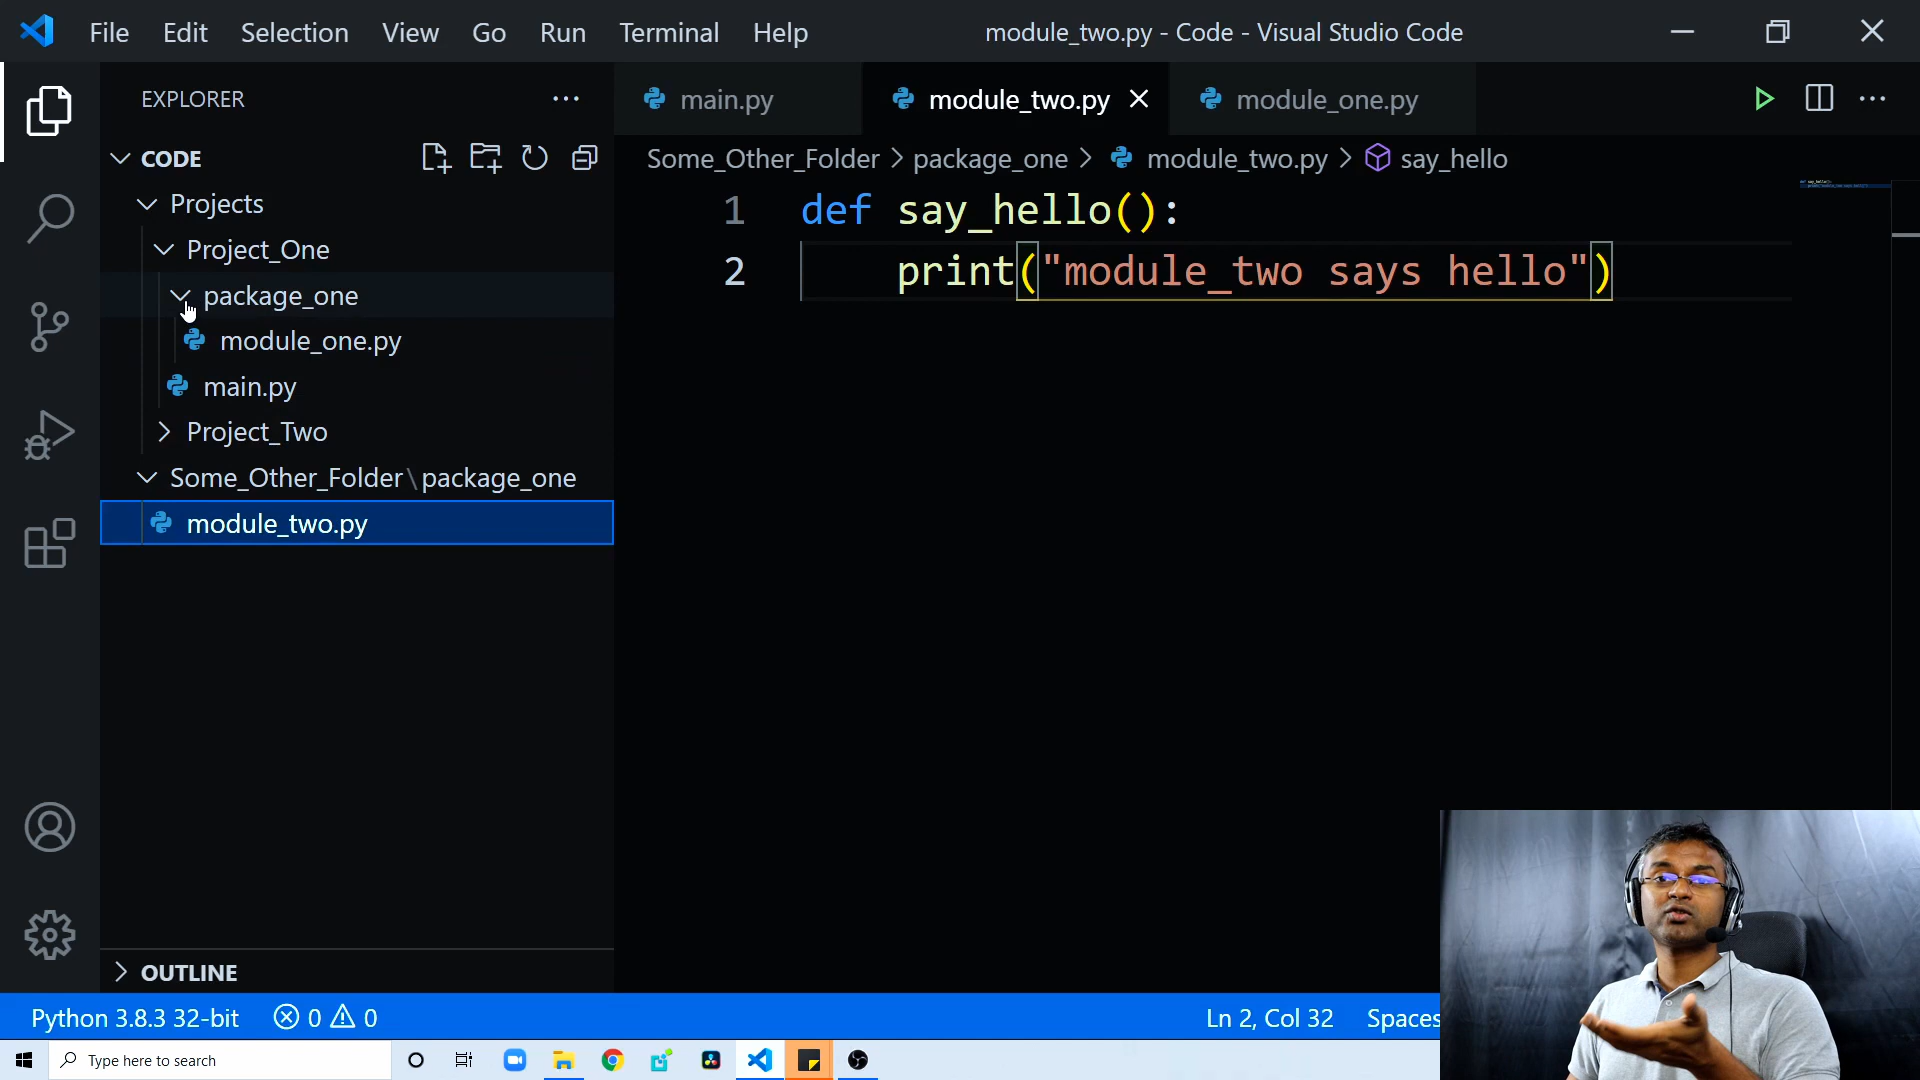 File Edit Selection View Go Run Terminal Help module_two.py - Code - Visual Studio Code
EXPLORER
main.py module_two.py module_one.py
CODE
Some_Other_Folder > package_one > module_two.py > say_hello
Projects
1 def say_hello():
Project_One
2 print("module_two says hello")
package_one
module_one.py
main.py
Project_Two
Some_Other_Folder\package_one
module_two.py
OUTLINE
Python 3.8.3 32-bit 0 0 Ln 2, Col 32 Spaces
Type here to search